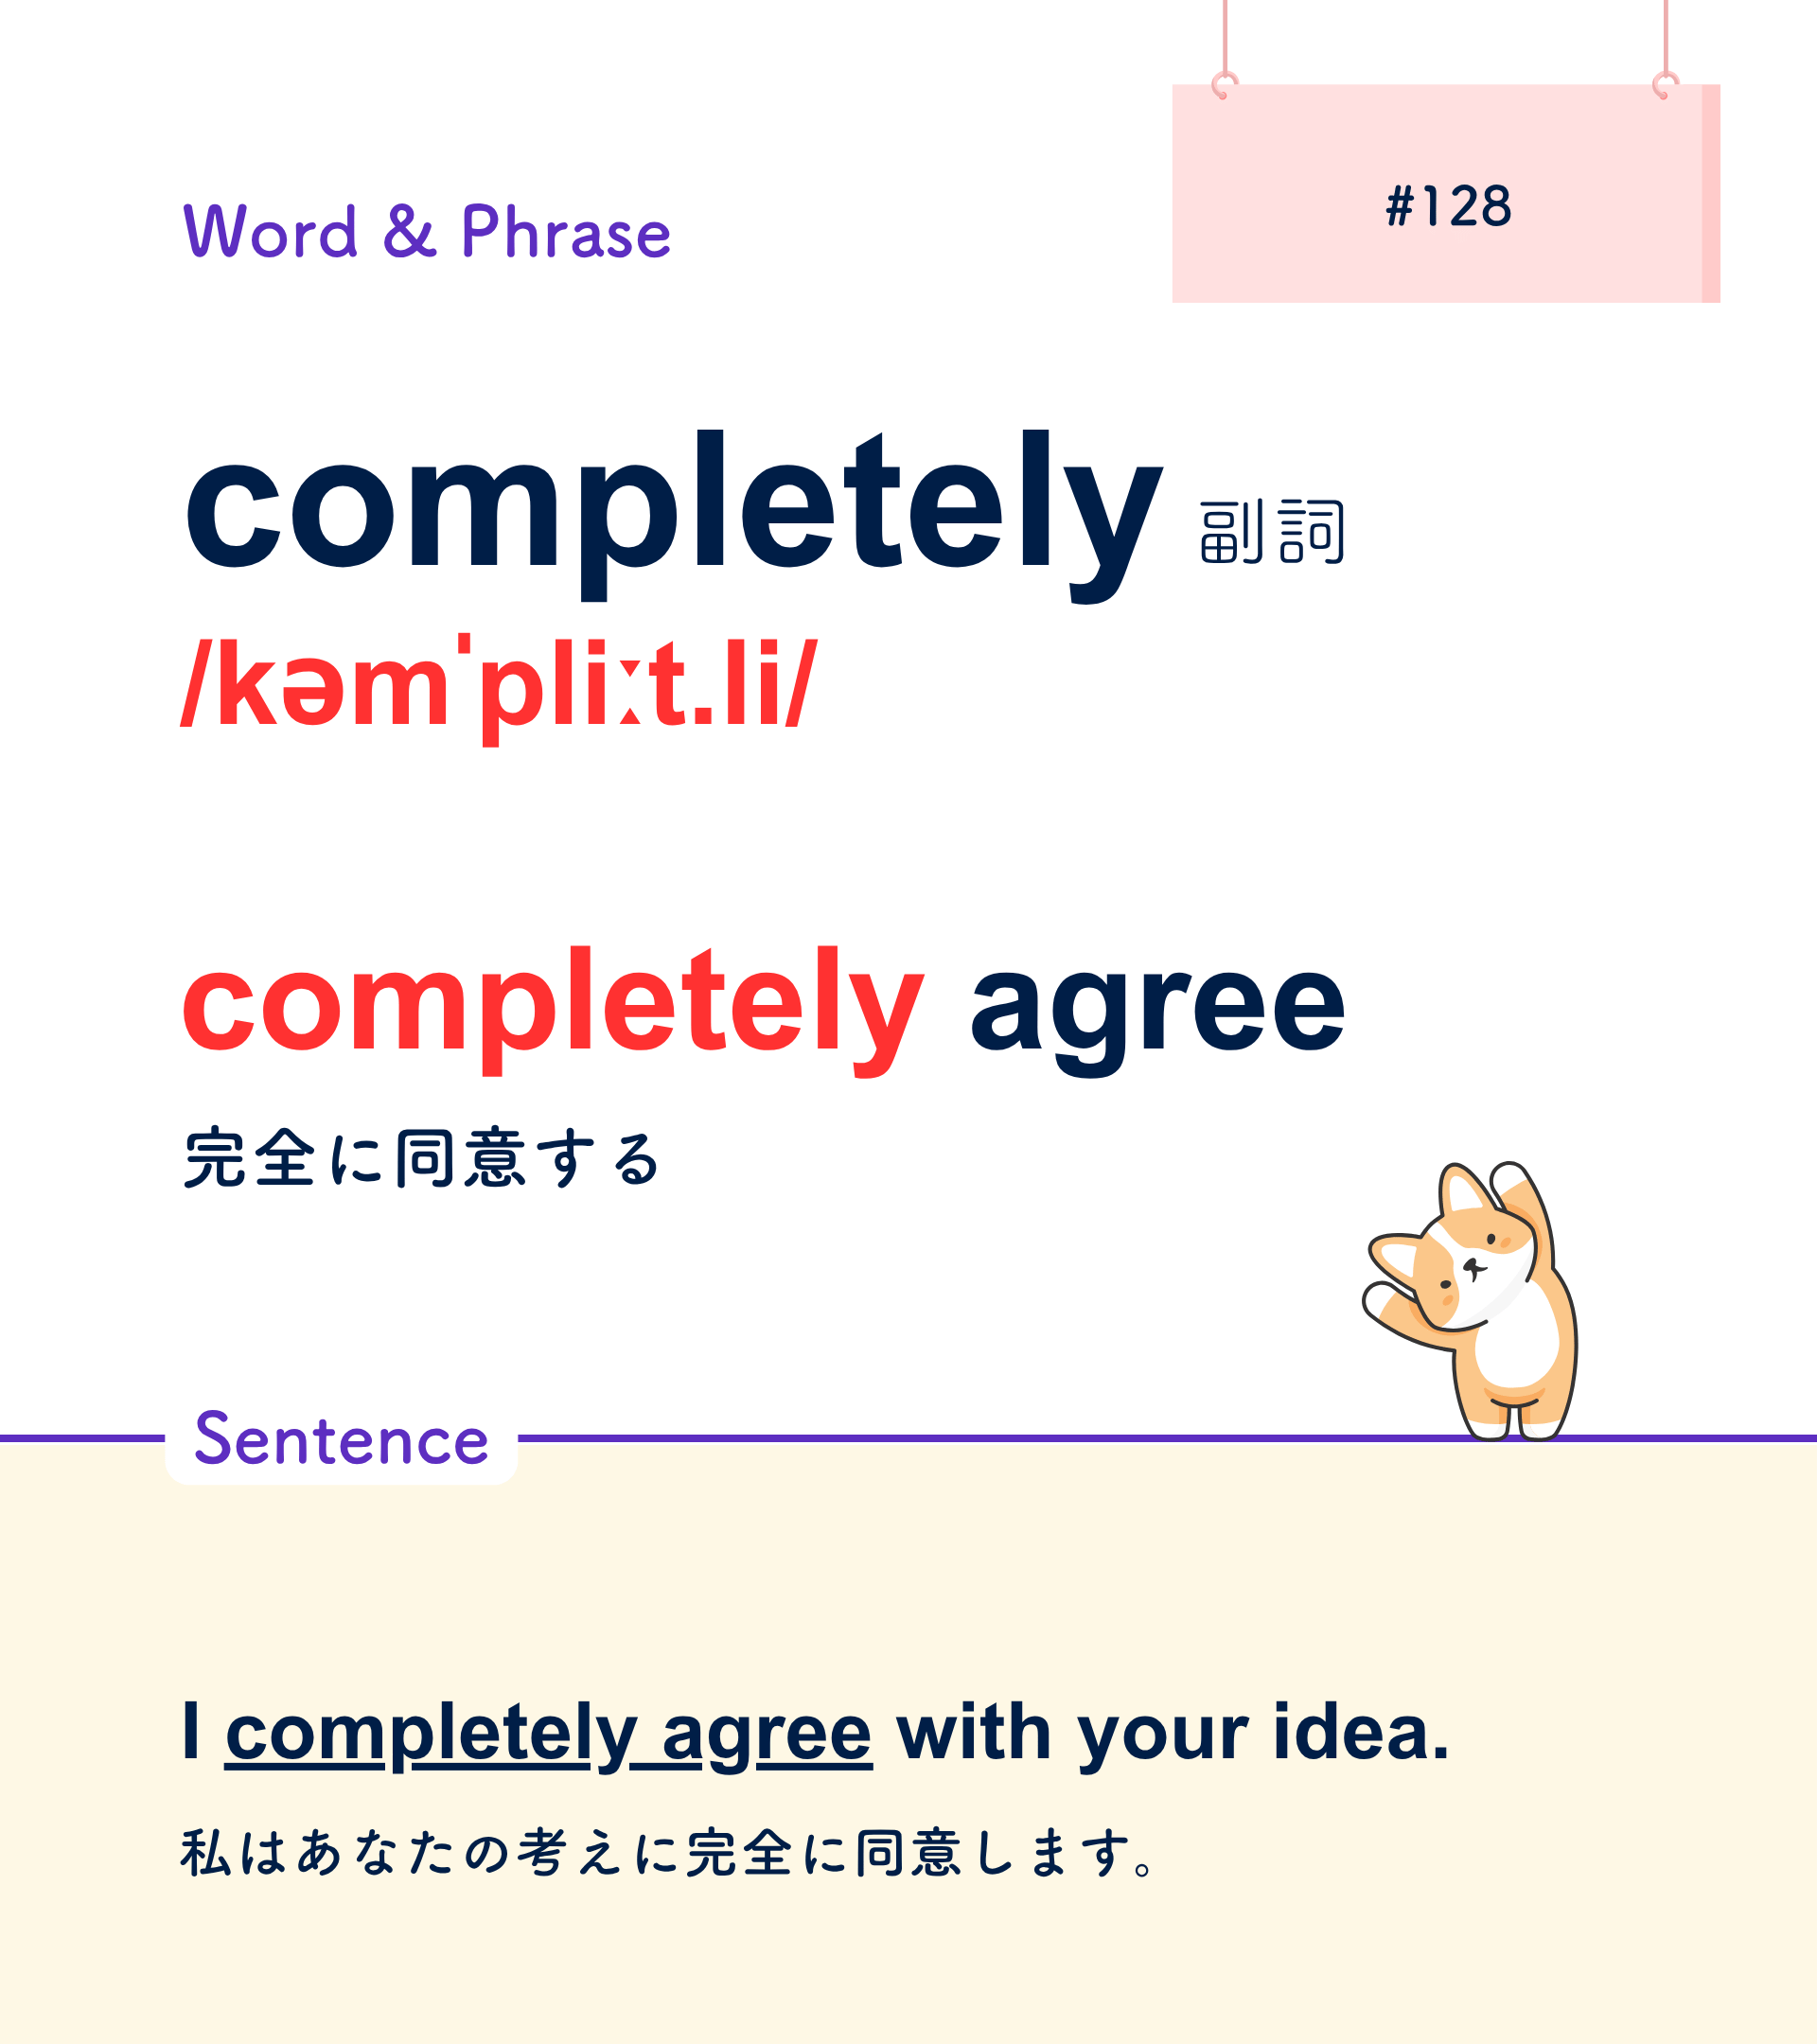 #128
Word & Phrase
completely 副詞
/kəmˈpliːt.li/
completely agree
完全に同意する
Sentence
I completely agree with your idea.
私はあなたの考えに完全に同意します。